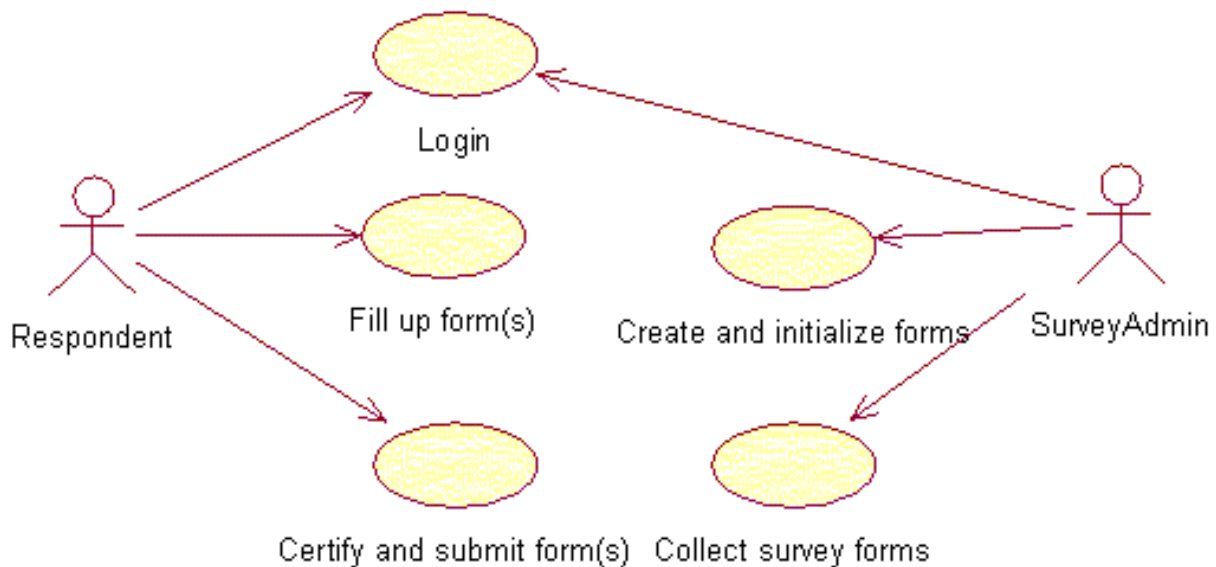 Login
Fill up form(s)
Respondent
Create and initialize forms
SurveyAdmin
Certify and submit form(s)
Collect survey forms